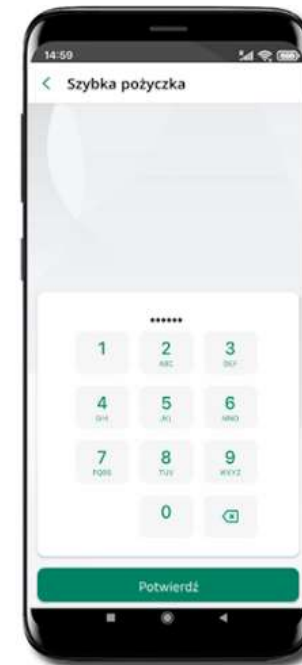 14:59
Szybka pożyczka
••••••
1 2 3
ABC DEF
4 5 6
GHI JKL MNO
7 8 9
PQRS TUV WXYZ
0
Potwierdź